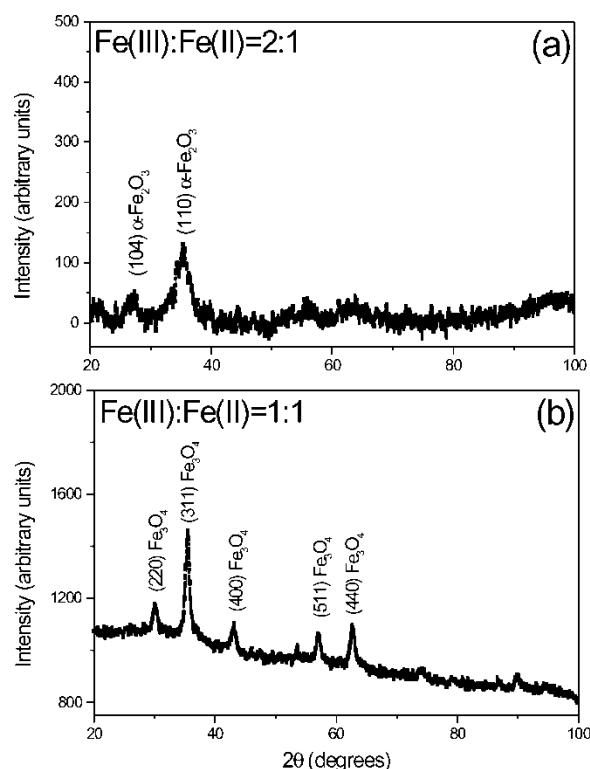 Fe(III):Fe(II)=2:1
(a)
500
400
300
200
100
0
Intensity (arbitrary units)
(104) α-Fe₂O₃
(110) α-Fe₂O₃
20
40
60
80
100
Fe(III):Fe(II)=1:1
(b)
2000
1600
1200
800
Intensity (arbitrary units)
(220) Fe₃O₄
(311) Fe₃O₄
(400) Fe₃O₄
(511) Fe₃O₄
(440) Fe₃O₄
20
40
60
80
100
2θ (degrees)